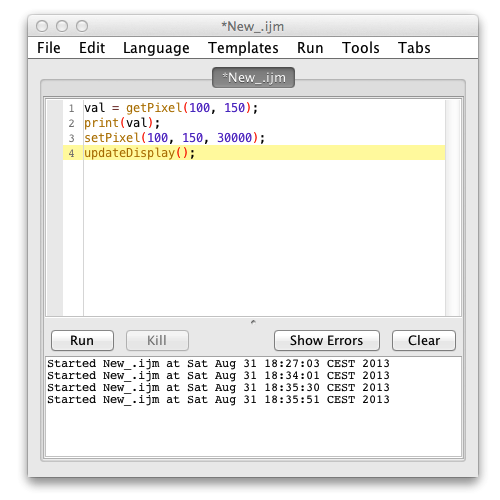 *New_.ijm
File Edit Language Templates Run Tools Tabs
*New_.ijm
1 val = getPixel(100, 150);
2 print(val);
3 setPixel(100, 150, 30000);
4 updateDisplay();
Run Kill Show Errors Clear
Started New_.ijm at Sat Aug 31 18:27:03 CEST 2013
Started New_.ijm at Sat Aug 31 18:34:01 CEST 2013
Started New_.ijm at Sat Aug 31 18:35:30 CEST 2013
Started New_.ijm at Sat Aug 31 18:35:51 CEST 2013